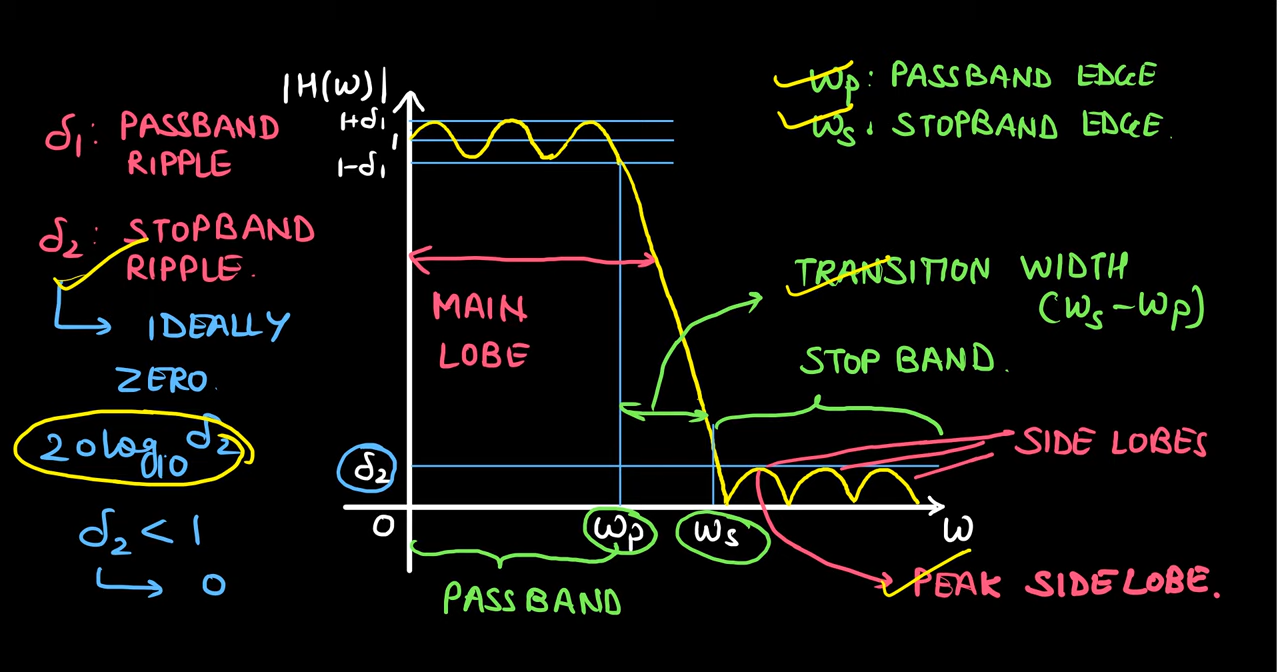 |H(ω)|
1+δ1
1
1-δ1
δ2
0
ωp
ωs
ω
δ1: PASSBAND
RIPPLE
δ2: STOPBAND
RIPPLE.
IDEALLY
ZERO.
20log10 δ2
δ2 < 1
0
MAIN
LOBE
PASSBAND
ωp: PASSBAND EDGE
ωs: STOPBAND EDGE.
TRANSITION WIDTH
(ωs-ωp)
STOP BAND.
SIDE LOBES
PEAK SIDELOBE.